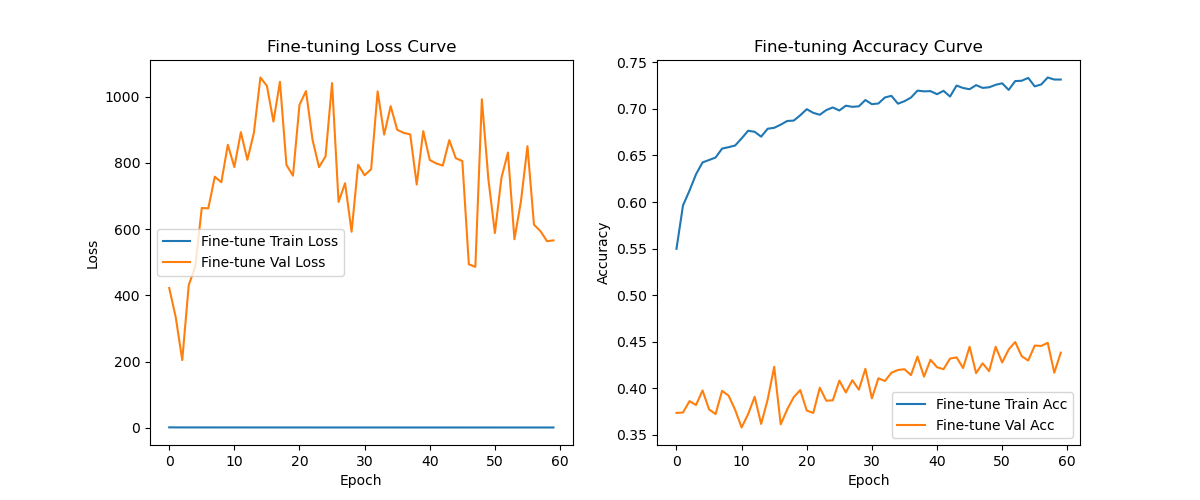 Fine-tuning Loss Curve
1000
800
600
400
200
0
0 10 20 30 40 50 60
Loss
Epoch
Fine-tune Train Loss
Fine-tune Val Loss
Fine-tuning Accuracy Curve
0.75
0.70
0.65
0.60
0.55
0.50
0.45
0.40
0.35
0 10 20 30 40 50 60
Accuracy
Epoch
Fine-tune Train Acc
Fine-tune Val Acc